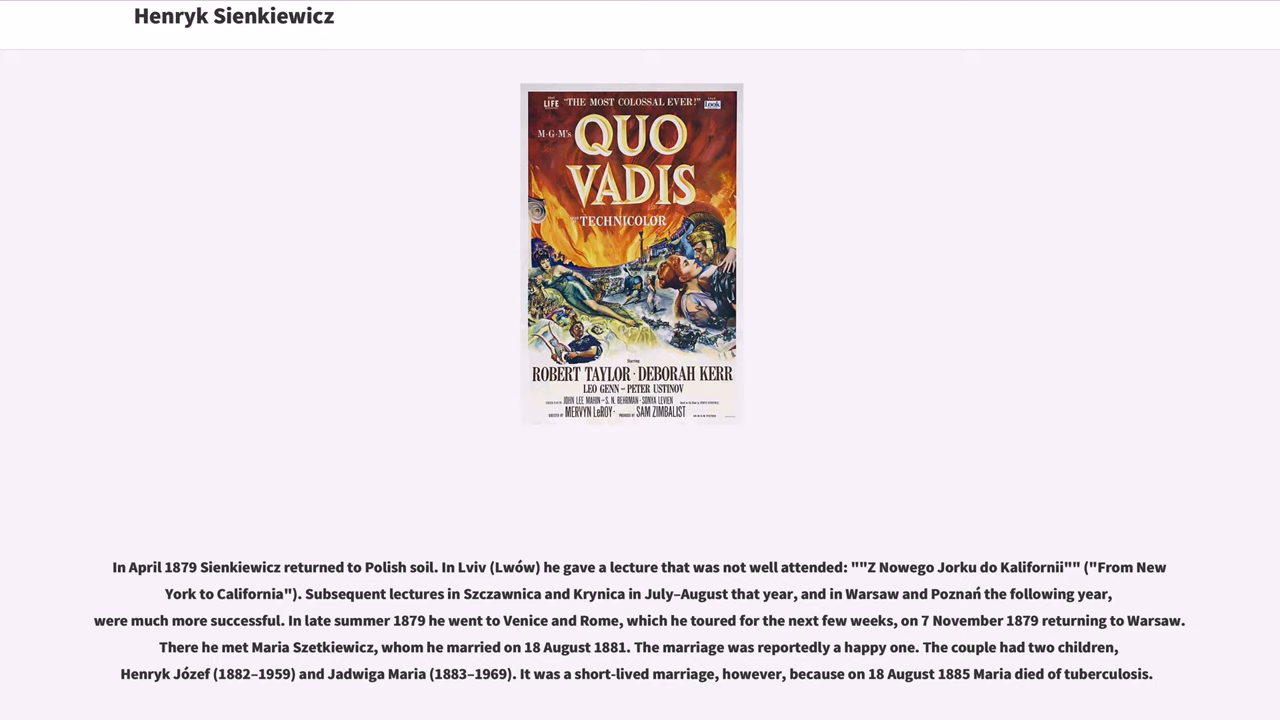 Henryk Sienkiewicz
LIFE "THE MOST COLOSSAL EVER!" Look
M-G-M's QUO
VADIS
TECHNICOLOR
Starring
ROBERT TAYLOR · DEBORAH KERR
LEO GENN and PETER USTINOV
JOHN LEE MAHIN · S. N. BEHRMAN · SONYA LEVIEN
DIRECTED BY MERVYN LeROY · PRODUCED BY SAM ZIMBALIST
In April 1879 Sienkiewicz returned to Polish soil. In Lviv (Lwów) he gave a lecture that was not well attended: ""Z Nowego Jorku do Kalifornii"" ("From New
York to California"). Subsequent lectures in Szczawnica and Krynica in July–August that year, and in Warsaw and Poznań the following year,
were much more successful. In late summer 1879 he went to Venice and Rome, which he toured for the next few weeks, on 7 November 1879 returning to Warsaw.
There he met Maria Szetkiewicz, whom he married on 18 August 1881. The marriage was reportedly a happy one. The couple had two children,
Henryk Józef (1882–1959) and Jadwiga Maria (1883–1969). It was a short-lived marriage, however, because on 18 August 1885 Maria died of tuberculosis.